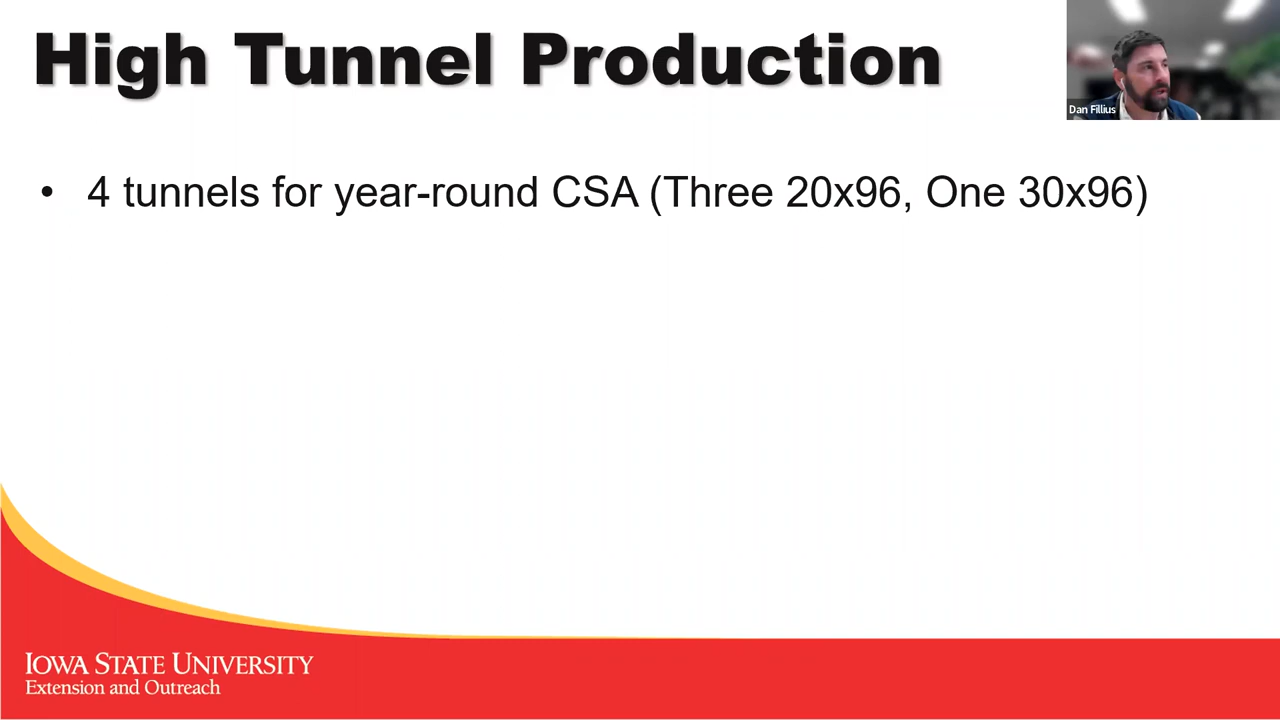 High Tunnel Production
Dan Fillius
• 4 tunnels for year-round CSA (Three 20x96, One 30x96)
IOWA STATE UNIVERSITY
Extension and Outreach